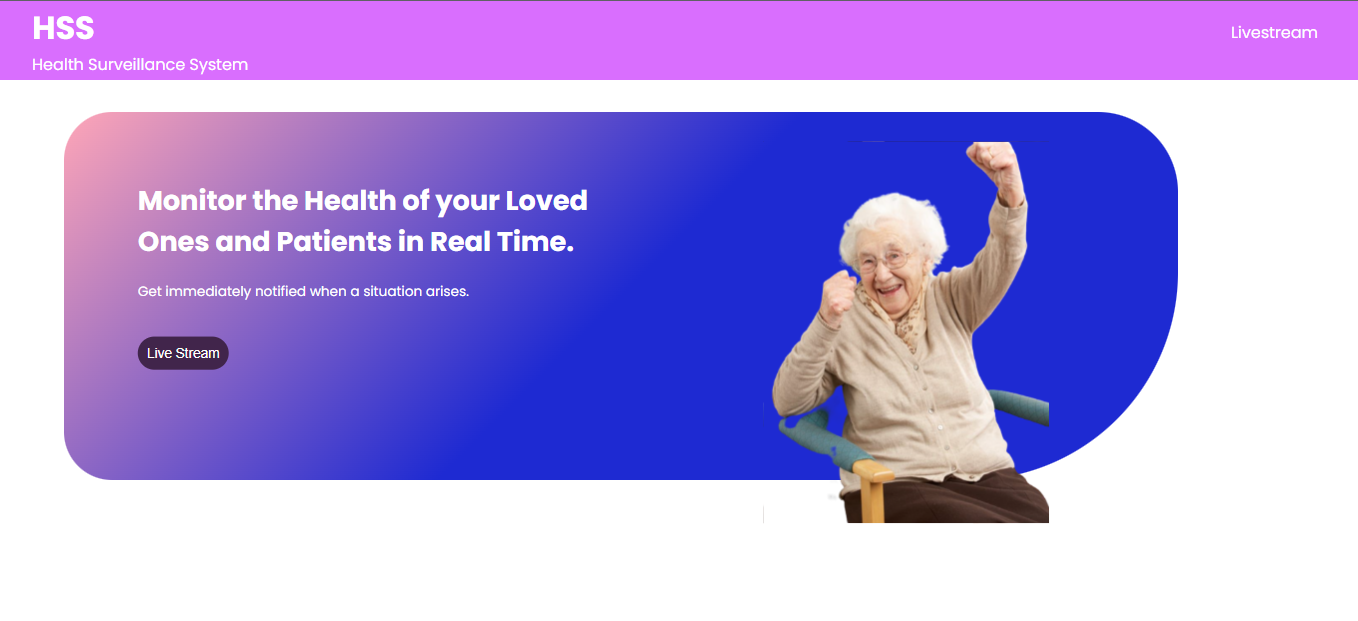 HSS
Livestream
Health Surveillance System
Monitor the Health of your Loved
Ones and Patients in Real Time.
Get immediately notified when a situation arises.
Live Stream